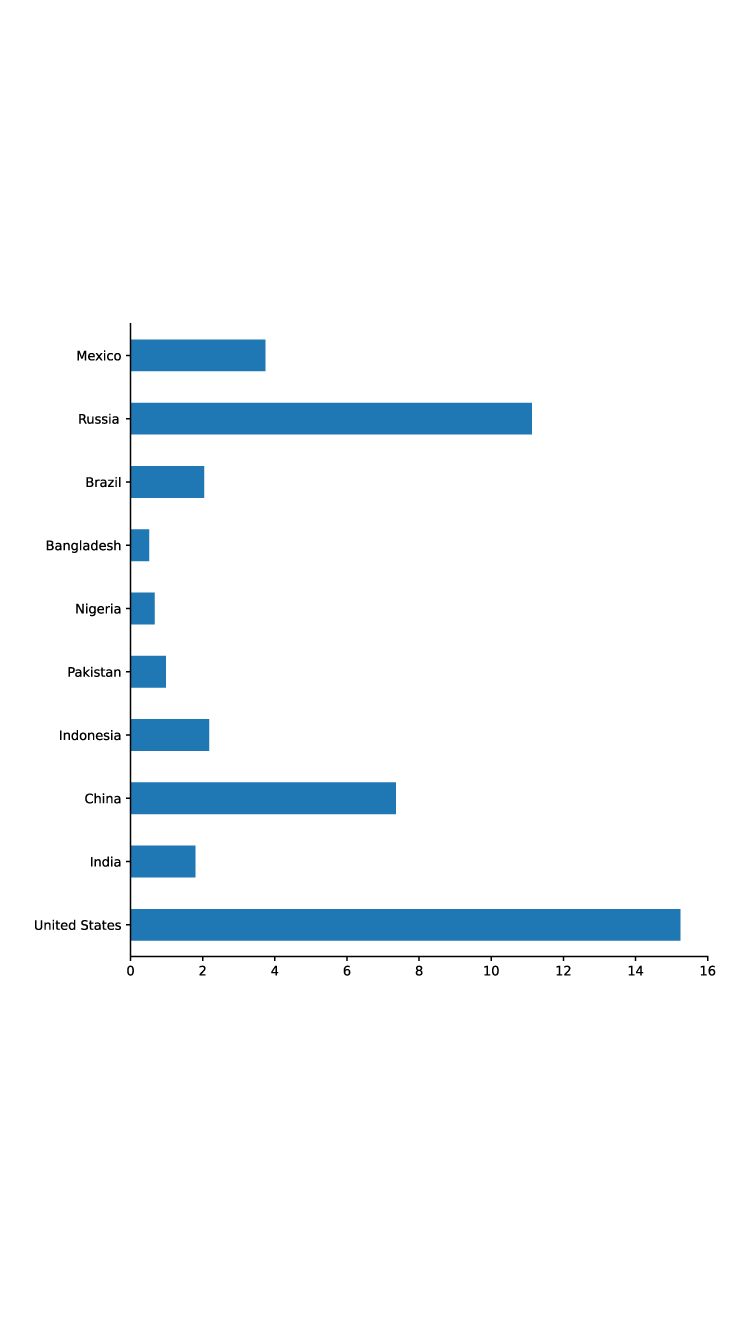 Mexico
Russia
Brazil
Bangladesh
Nigeria
Pakistan
Indonesia
China
India
United States
0 2 4 6 8 10 12 14 16